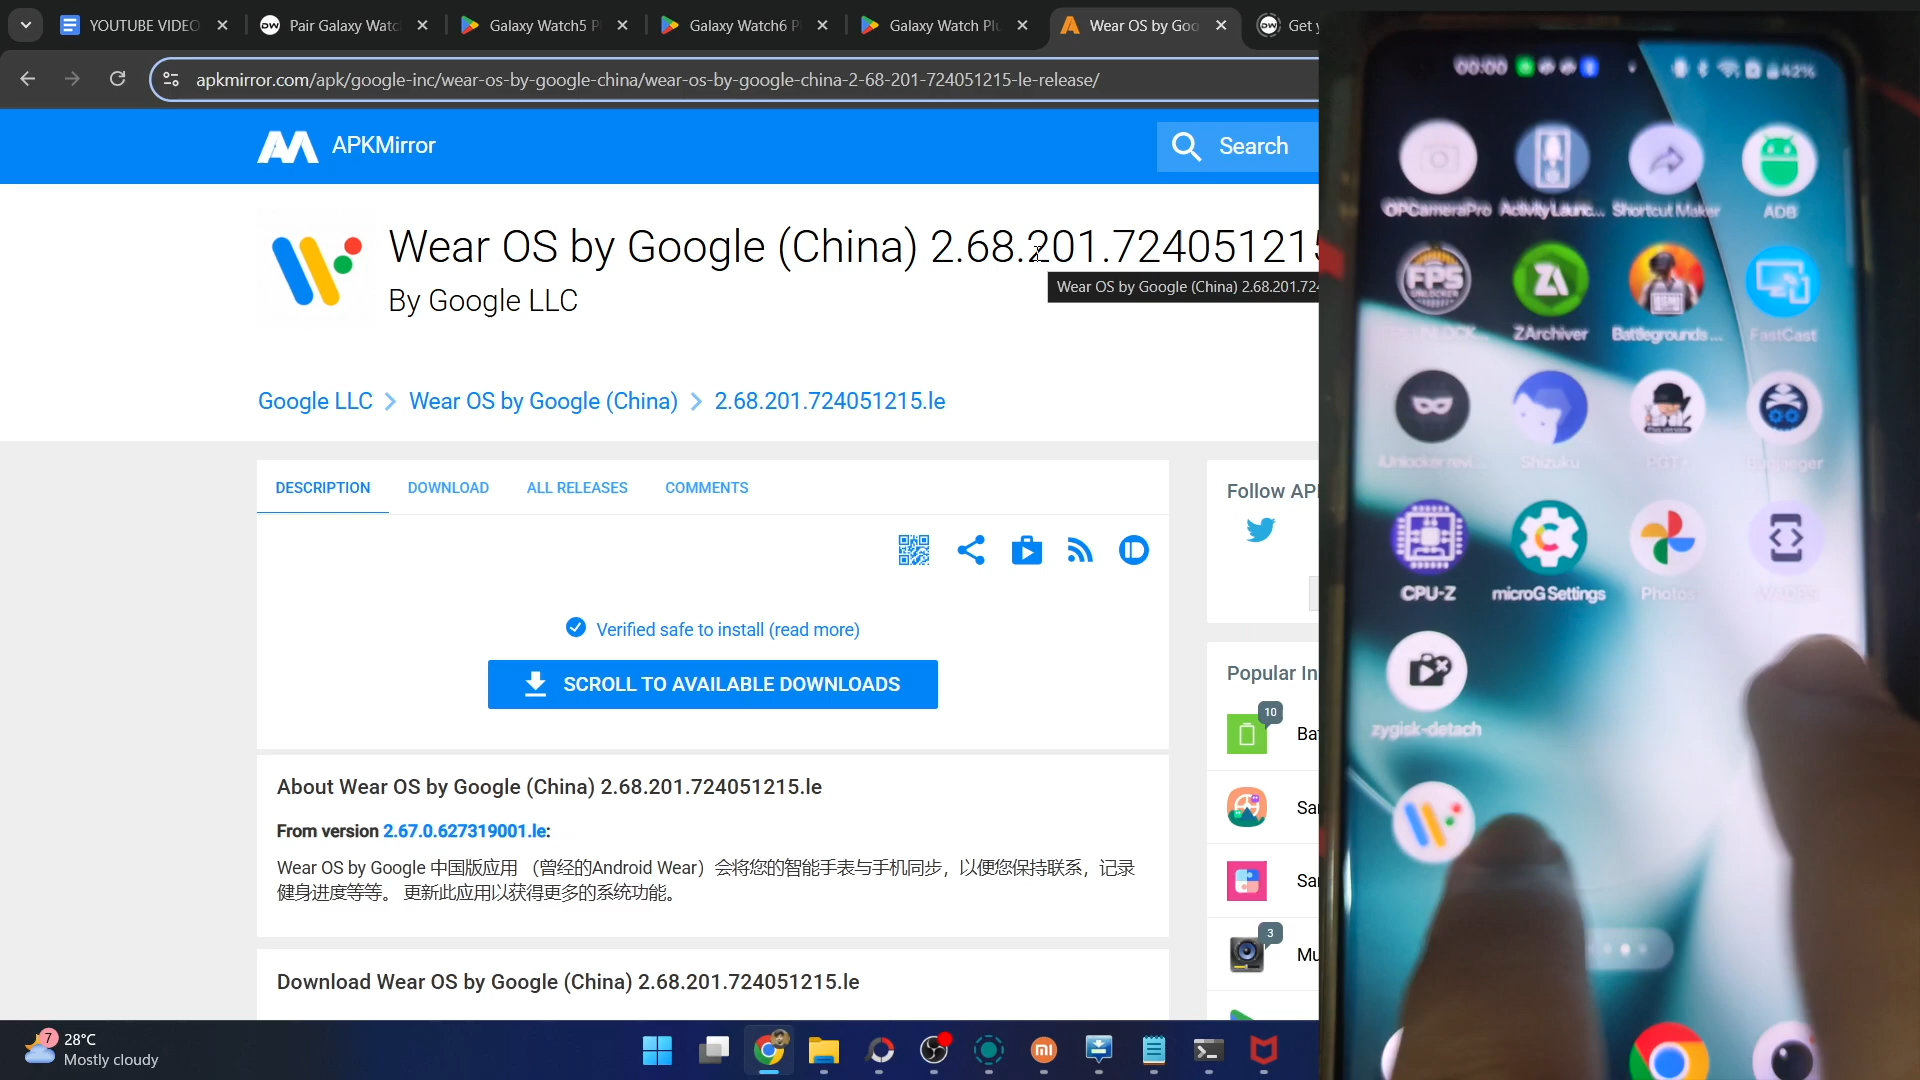 YOUTUBE VIDEO
Pair Galaxy Watc
Galaxy Watch5 P
Galaxy Watch6 P
Galaxy Watch Plu
Wear OS by Goo
Get y
apkmirror.com/apk/google-inc/wear-os-by-google-china/wear-os-by-google-china-2-68-201-724051215-le-release/
APKMirror
Search
Wear OS by Google (China) 2.68.201.724051215
By Google LLC
Wear OS by Google (China) 2.68.201.724
Google LLC
Wear OS by Google (China)
2.68.201.724051215.le
DESCRIPTION
DOWNLOAD
ALL RELEASES
COMMENTS
Verified safe to install (read more)
SCROLL TO AVAILABLE DOWNLOADS
About Wear OS by Google (China) 2.68.201.724051215.le
From version 2.67.0.627319001.le:
Wear OS by Google 中国版应用 （曾经的Android Wear）会将您的智能手表与手机同步，以便您保持联系，记录
健身进度等等。 更新此应用以获得更多的系统功能。
Download Wear OS by Google (China) 2.68.201.724051215.le
Follow AP
Popular In
10
Ba
Sa
Sa
3
Mu
7
28°C
Mostly cloudy
00:00
42%
OPCameraPro
Activity Launc...
Shortcut Maker
ADB
FPS
ZArchiver
Battlegrounds ...
FastCast
Shizuku
PGT+
CPU-Z
microG Settings
Photos
zygisk-detach